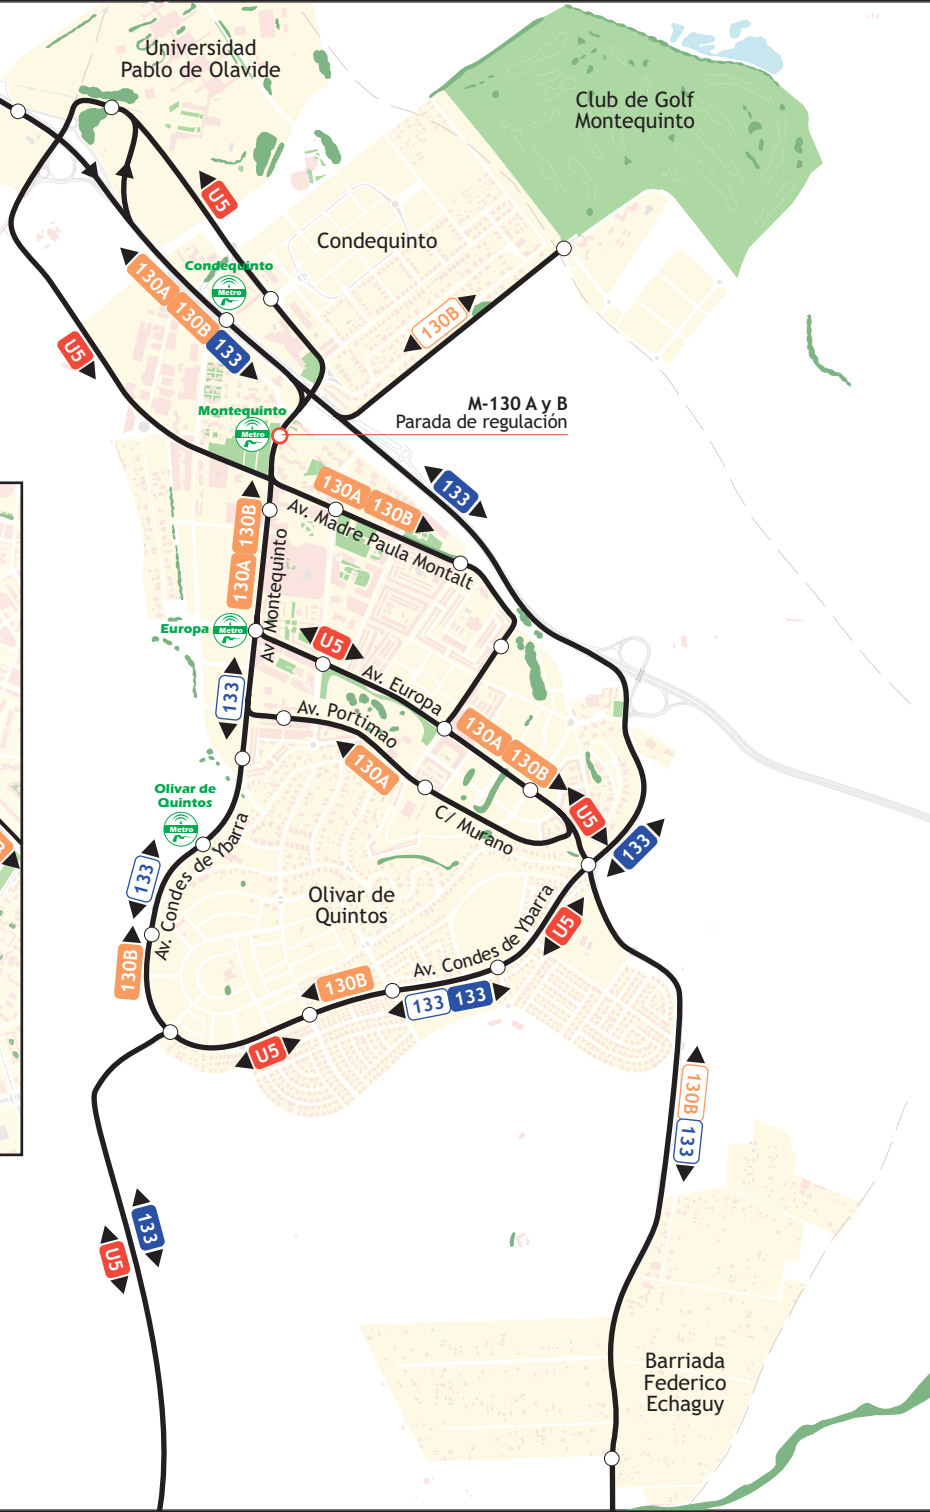 Universidad
Pablo de Olavide
Club de Golf
Montequinto
U5
Condequinto
Condequinto
Metro
130A
130B
133
130B
U5
Montequinto
Metro
M-130 A y B
Parada de regulación
133
130A
130B
Av. Madre Paula Montalt
130A
130B
Av. Montequinto
Europa
Metro
U5
Av. Europa
133
Av. Portimao
130A
130B
130A
C/ Murano
U5
133
Olivar de
Quintos
Metro
Av. Condes de Ybarra
133
130B
Olivar de
Quintos
Av. Condes de Ybarra
U5
130B
133
133
U5
130B
133
133
U5
Barriada
Federico
Echaguy